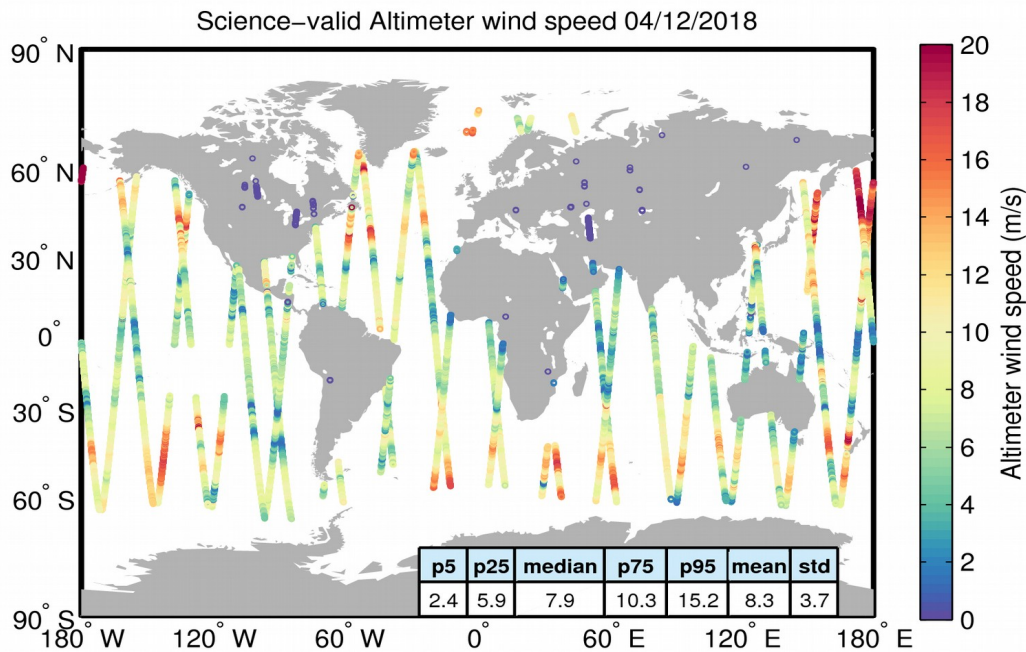 Science−valid Altimeter wind speed 04/12/2018
90° N
60° N
30° N
0°
30° S
60° S
90° S
180° W
120° W
60° W
0°
60° E
120° E
180° E
p5 p25 median p75 p95 mean std
2.4 5.9 7.9 10.3 15.2 8.3 3.7
20
18
16
14
12
10
8
6
4
2
0
Altimeter wind speed (m/s)